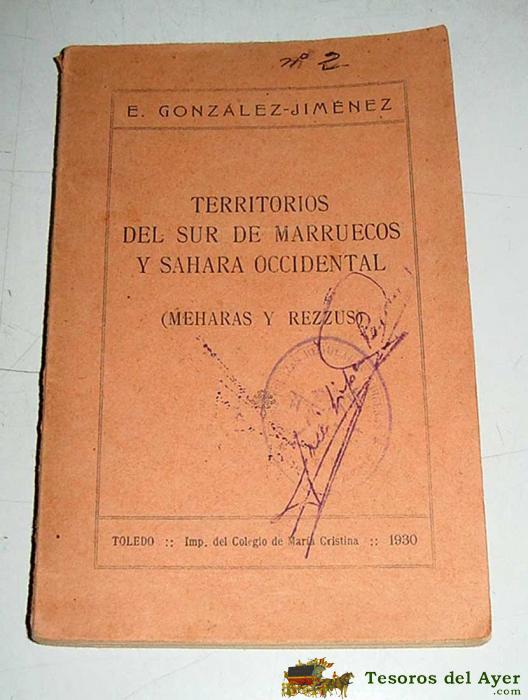 nº 2
E. GONZÁLEZ-JIMÉNEZ
TERRITORIOS
DEL SUR DE MARRUECOS
Y SAHARA OCCIDENTAL
(MEHARAS Y REZZUS)
TOLEDO :: Imp. del Colegio de María Cristina :: 1930
Tesoros del Ayer
.com